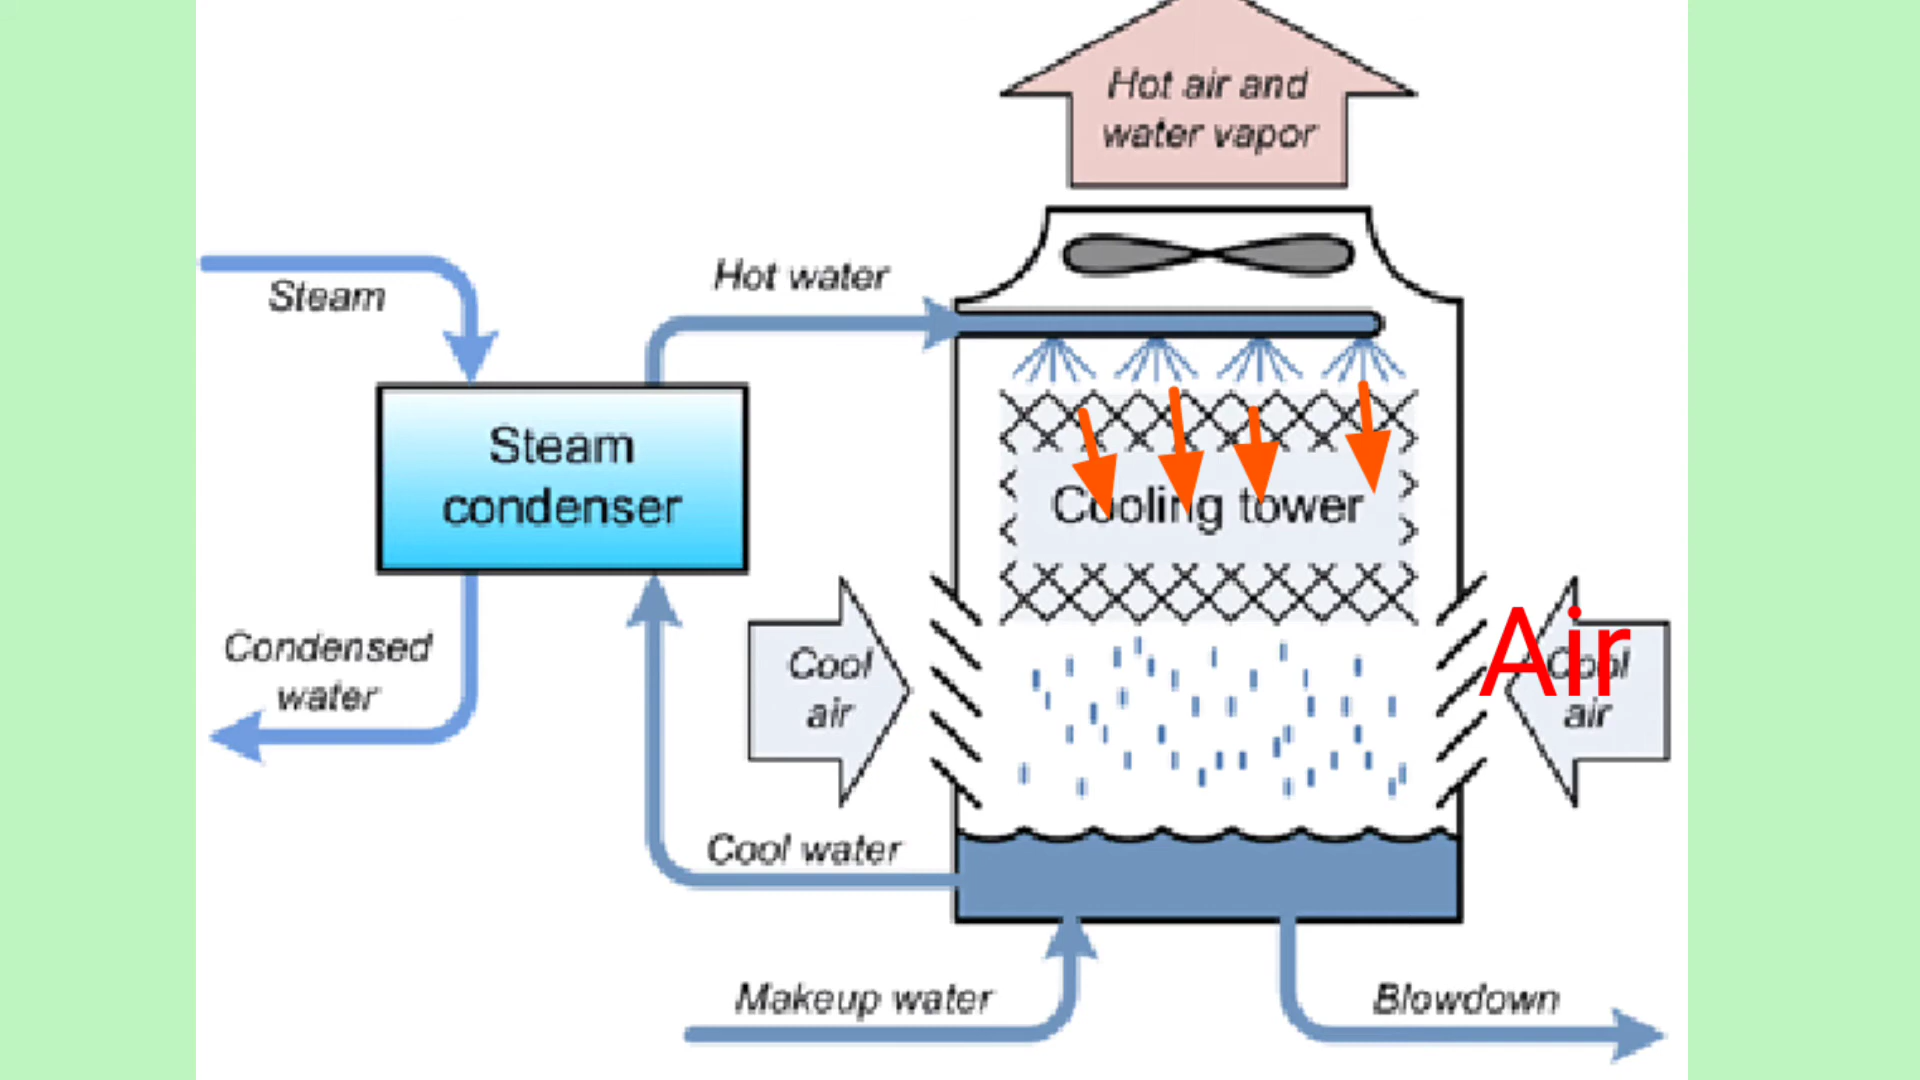 Hot air and
water vapor
Hot water
Steam
Steam
condenser
Cooling tower
Condensed
water
Cool
air
Air
Cool
air
Cool water
Makeup water
Blowdown